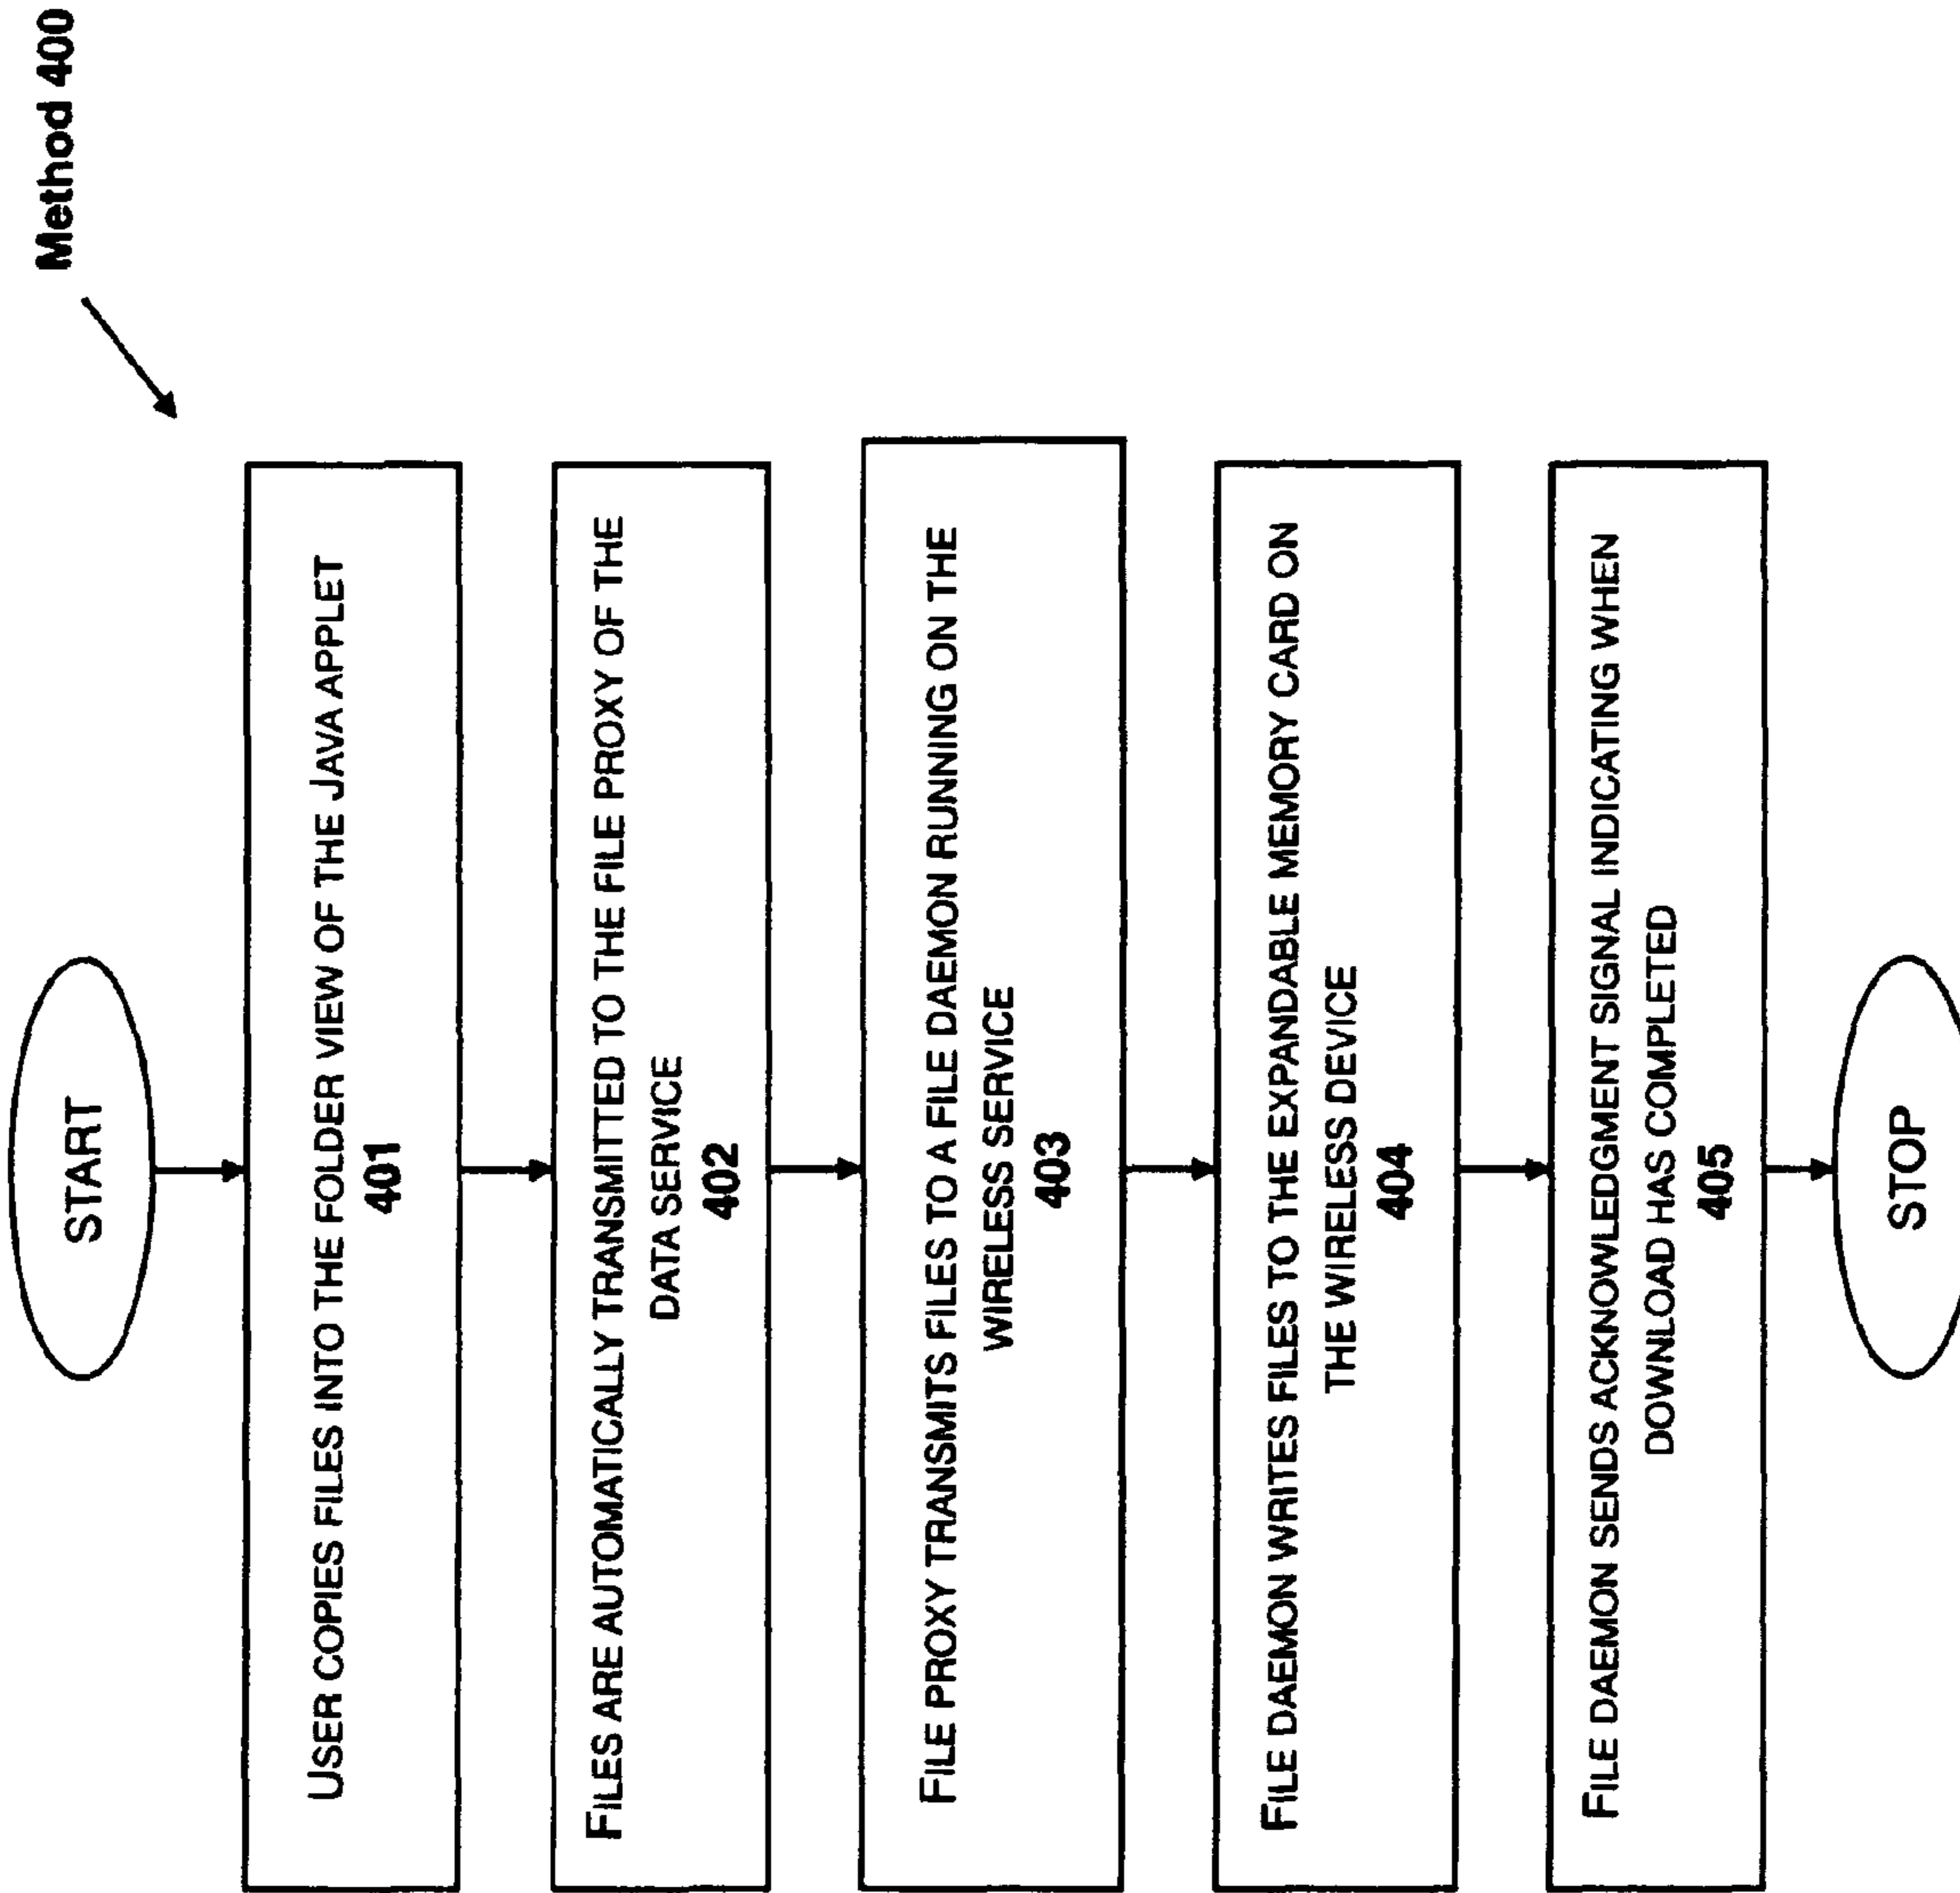 Method 400
START
USER COPIES FILES INTO THE FOLDER VIEW OF THE JAVA APPLET
401
FILES ARE AUTOMATICALLY TRANSMITTED TO THE FILE PROXY OF THE
DATA SERVICE
402
FILE PROXY TRANSMITS FILES TO A FILE DAEMON RUNNING ON THE
WIRELESS SERVICE
403
FILE DAEMON WRITES FILES TO THE EXPANDABLE MEMORY CARD ON
THE WIRELESS DEVICE
404
FILE DAEMON SENDS ACKNOWLEDGMENT SIGNAL INDICATING WHEN
DOWNLOAD HAS COMPLETED
405
STOP